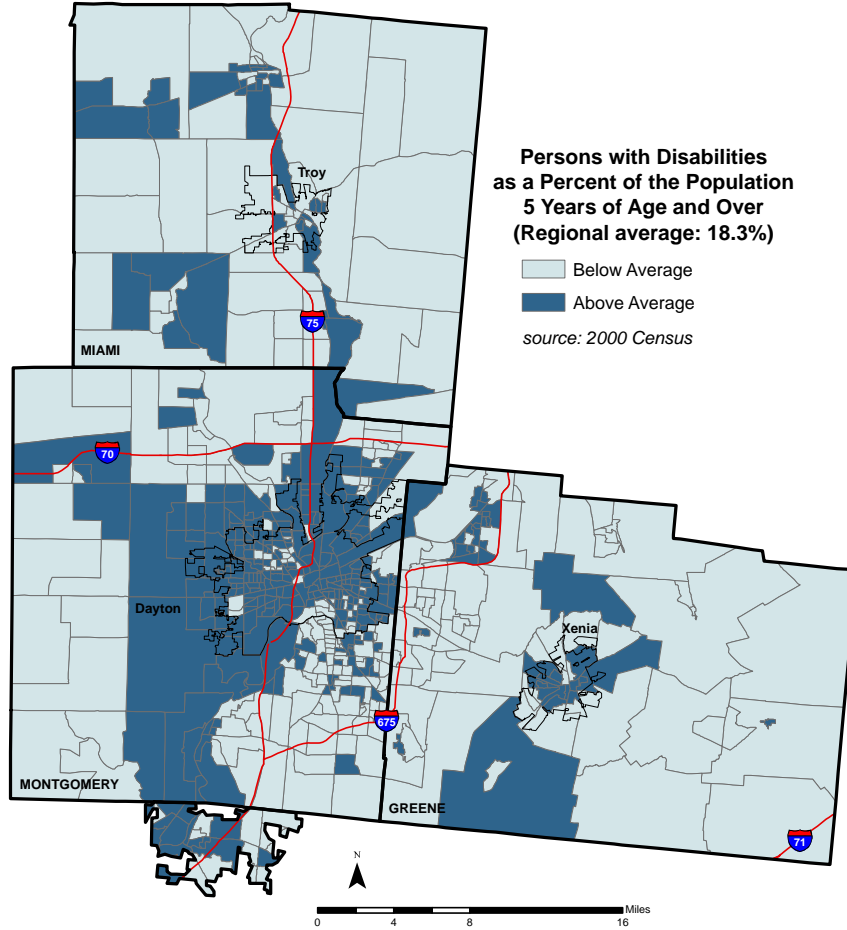 Troy
Persons with Disabilities
as a Percent of the Population
5 Years of Age and Over
(Regional average: 18.3%)
Below Average
Above Average
source: 2000 Census
75
MIAMI
70
Dayton
Xenia
675
MONTGOMERY
GREENE
71
N
Miles
0 4 8 16